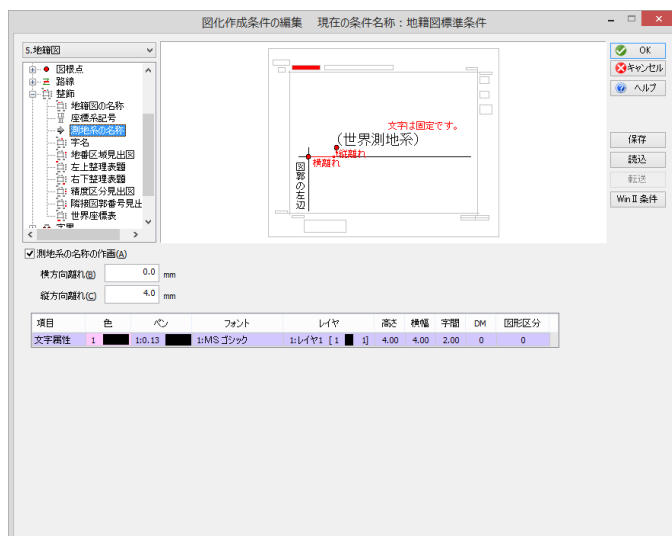 図化作成条件の編集　現在の条件名称：地籍図標準条件
5.地籍図
図根点
路線
整飾
地籍図の名称
座標系記号
測地系の名称
字名
地番区域見出図
左上整理表題
右下整理表題
精度区分見出図
隣接図郭番号見出
世界座標表
字界
文字は固定です。
(世界測地系)
縦離れ
横離れ
図郭の左辺
OK
キャンセル
ヘルプ
保存
読込
転送
WinⅡ条件
測地系の名称の作画(A)
横方向離れ(B) 0.0 mm
縦方向離れ(C) 4.0 mm
項目 色 ペン フォント レイヤ 高さ 横幅 字間 DM 図形区分
文字属性 1 1:0.13 1:MS ゴシック 1:レイヤ1 [ 1 1] 4.00 4.00 2.00 0 0